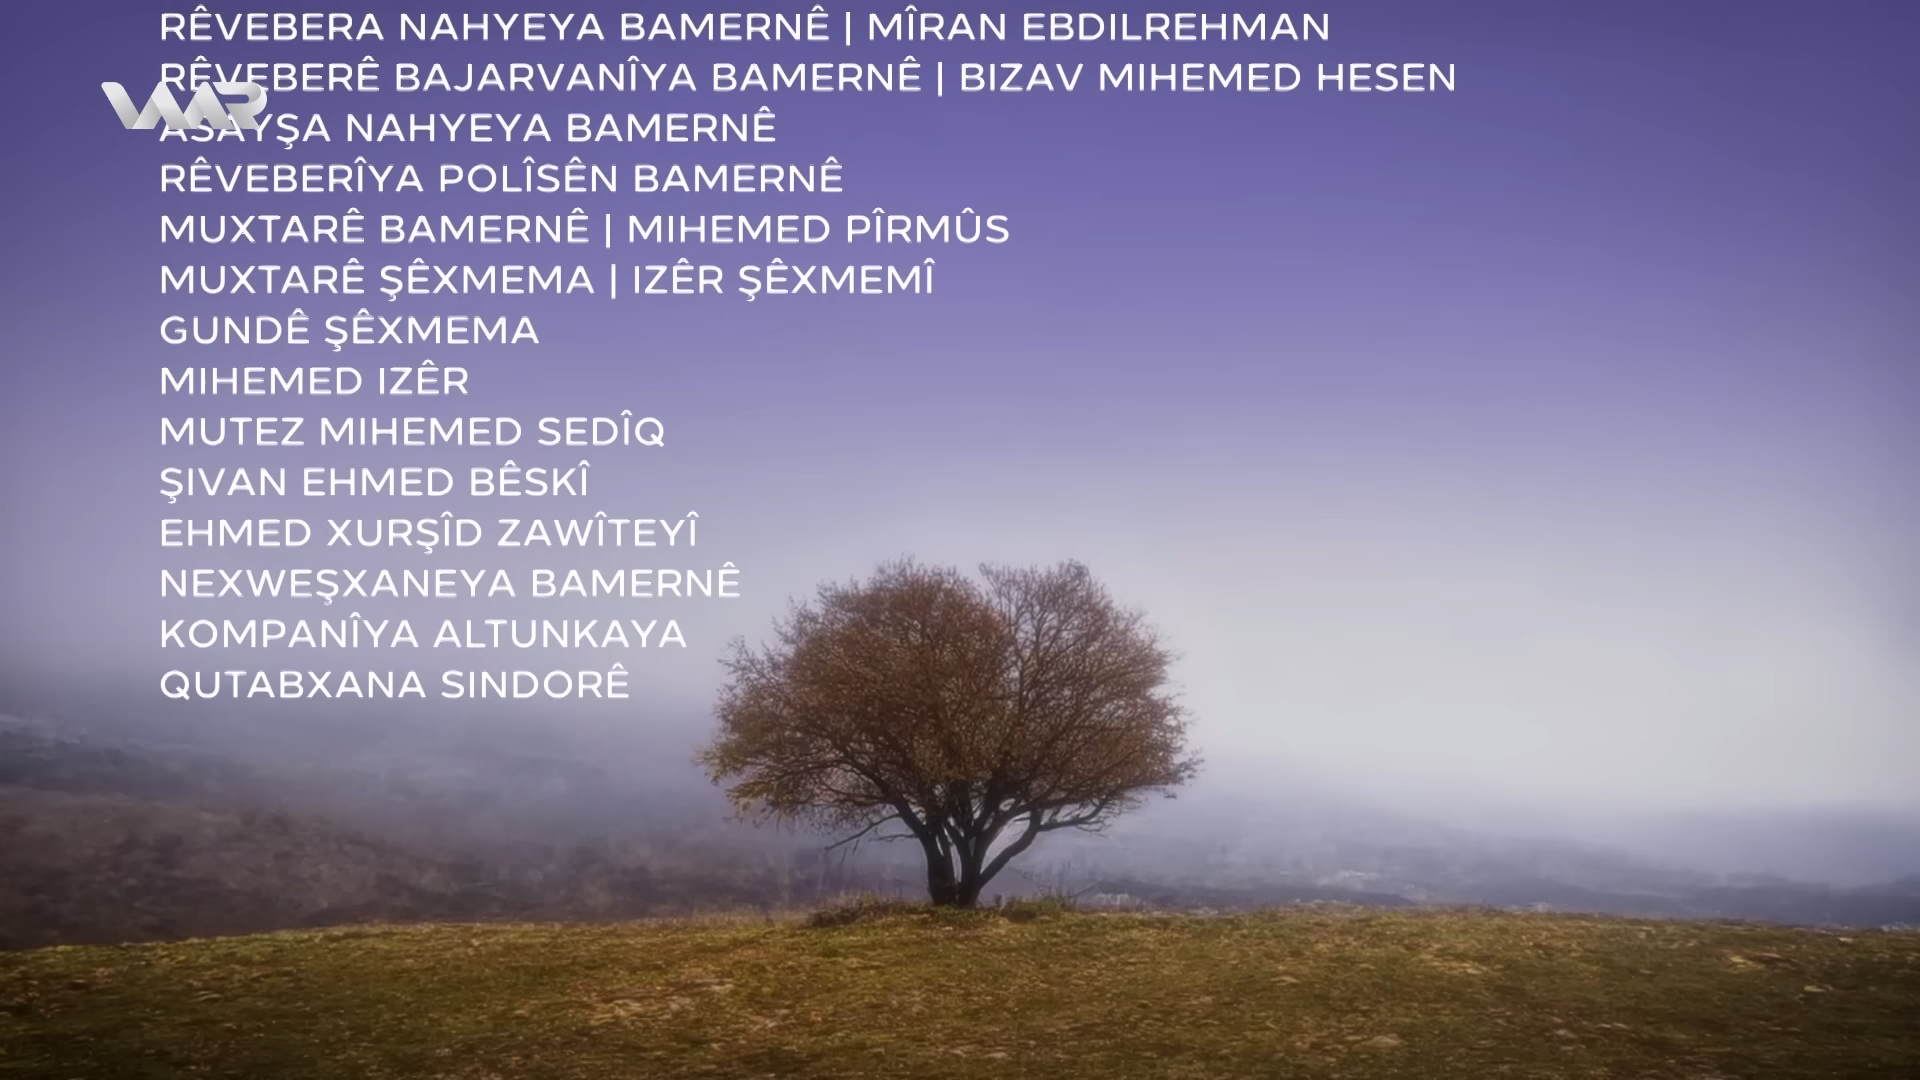 RÊVEBERA NAHYEYA BAMERNÊ | MÎRAN EBDILREHMAN
RÊVEBERÊ BAJARVANÎYA BAMERNÊ | BIZAV MIHEMED HESEN
WAAR
ASAYŞA NAHYEYA BAMERNÊ
RÊVEBERÎYA POLÎSÊN BAMERNÊ
MUXTARÊ BAMERNÊ | MIHEMED PÎRMÛS
MUXTARÊ ŞÊXMEMA | IZÊR ŞÊXMEMÎ
GUNDÊ ŞÊXMEMA
MIHEMED IZÊR
MUTEZ MIHEMED SEDÎQ
ŞIVAN EHMED BÊSKÎ
EHMED XURŞÎD ZAWÎTEYÎ
NEXWEŞXANEYA BAMERNÊ
KOMPANÎYA ALTUNKAYA
QUTABXANA SINDORÊ